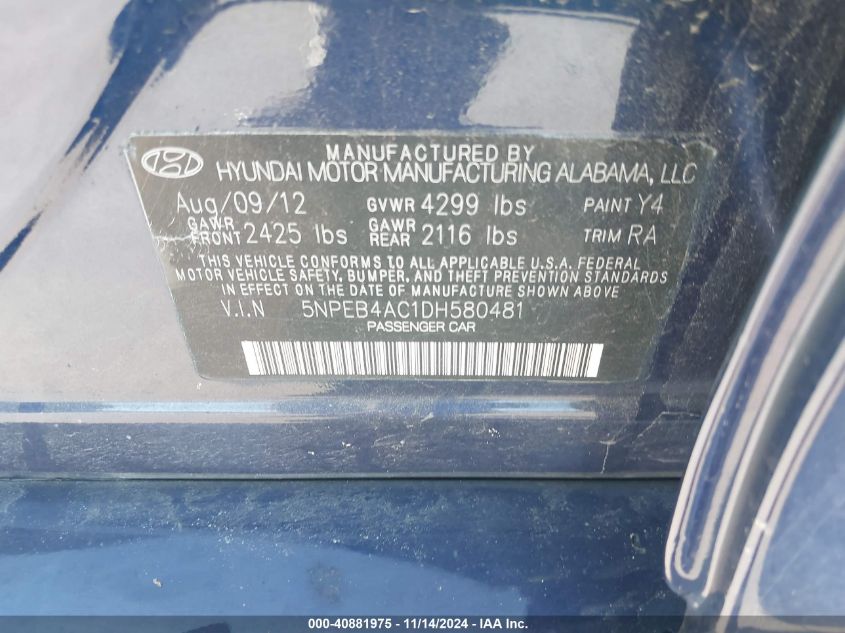 MANUFACTURED BY
HYUNDAI MOTOR MANUFACTURING ALABAMA, LLC
Aug/09/12 GVWR 4299 lbs PAINT Y4
GAWR FRONT 2425 lbs GAWR REAR 2116 lbs TRIM RA
THIS VEHICLE CONFORMS TO ALL APPLICABLE U.S.A. FEDERAL
MOTOR VEHICLE SAFETY, BUMPER, AND THEFT PREVENTION STANDARDS
IN EFFECT ON THE DATE OF MANUFACTURE SHOWN ABOVE
V.I.N 5NPEB4AC1DH580481
PASSENGER CAR
000-40881975 - 11/14/2024 - IAA Inc.